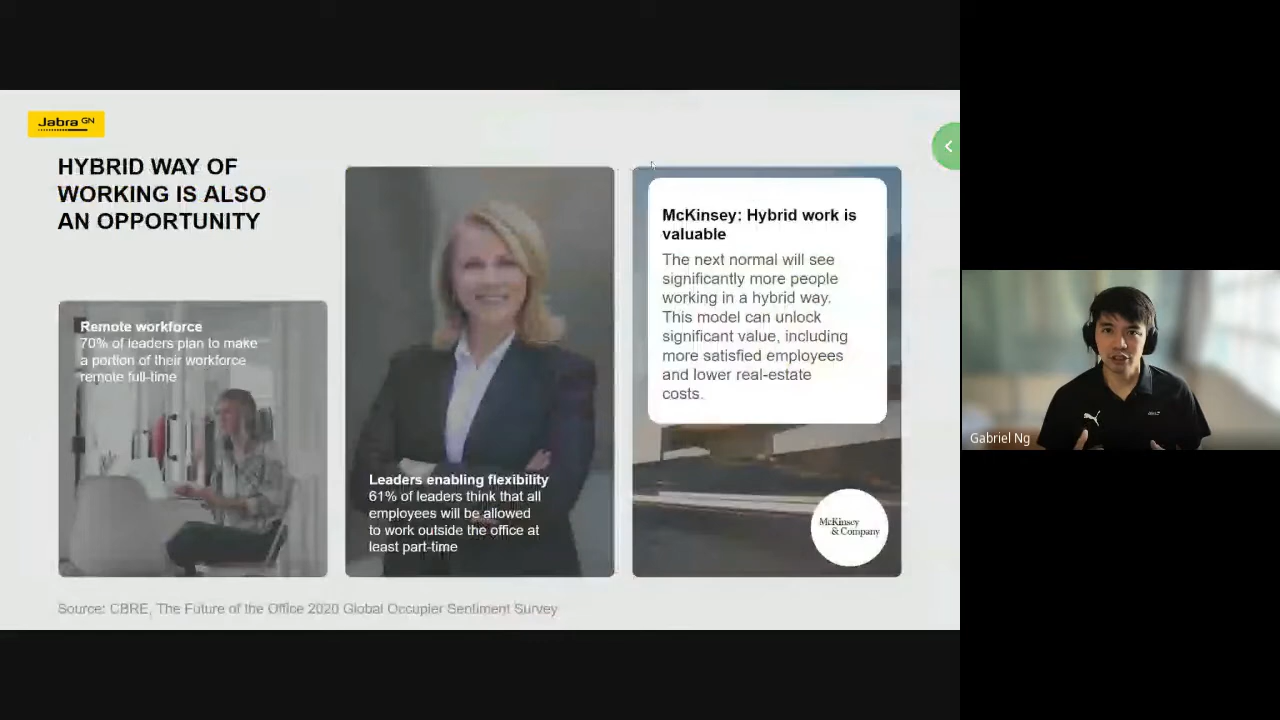 Jabra GN
HYBRID WAY OF
WORKING IS ALSO
AN OPPORTUNITY
Remote workforce
70% of leaders plan to make
a portion of their workforce
remote full-time
Leaders enabling flexibility
61% of leaders think that all
employees will be allowed
to work outside the office at
least part-time
McKinsey: Hybrid work is
valuable
The next normal will see
significantly more people
working in a hybrid way.
This model can unlock
significant value, including
more satisfied employees
and lower real-estate
costs.
McKinsey
& Company
Source: CBRE, The Future of the Office 2020 Global Occupier Sentiment Survey
Gabriel Ng